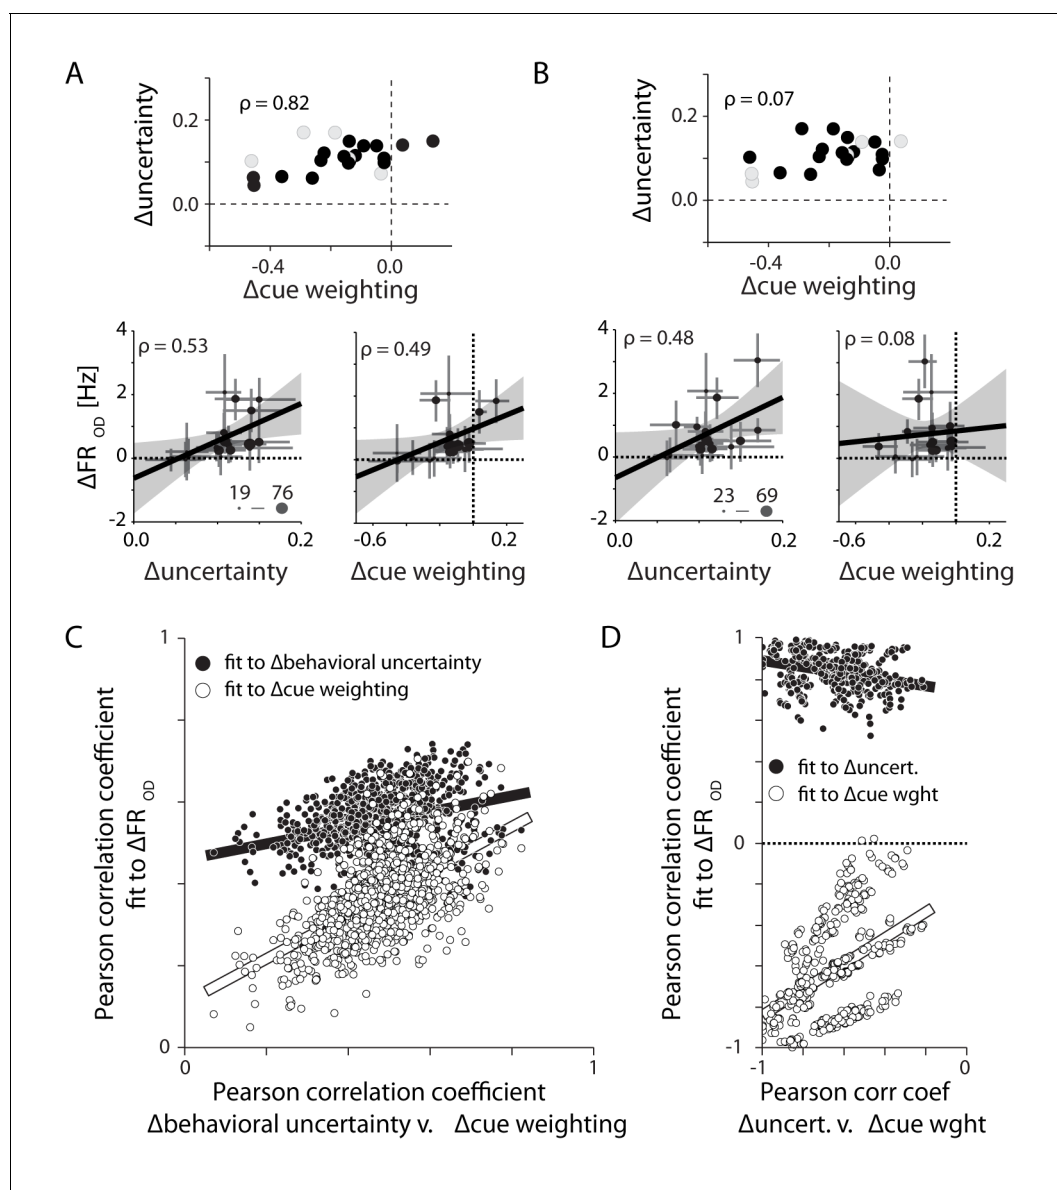 A
Δuncertainty
0.2
0.0
ρ = 0.82
-0.4
0.0
Δcue weighting
B
Δuncertainty
0.2
0.0
ρ = 0.07
-0.4
0.0
Δcue weighting
ΔFR OD [Hz]
4
2
0
-2
ρ = 0.53
19 – 76
0.0
0.2
Δuncertainty
ρ = 0.49
-0.6
0.2
Δcue weighting
4
2
0
-2
ρ = 0.48
23 – 69
0.0
0.2
Δuncertainty
ρ = 0.08
-0.6
0.2
Δcue weighting
C
Pearson correlation coefficient
fit to ΔFR OD
1
0
fit to Δbehavioral uncertainty
fit to Δcue weighting
0
1
Pearson correlation coefficient
Δbehavioral uncertainty v. Δcue weighting
D
Pearson correlation coefficient
fit to ΔFR OD
1
0
-1
fit to Δuncert.
fit to Δcue wght
-1
0
Pearson corr coef
Δuncert. v. Δcue wght